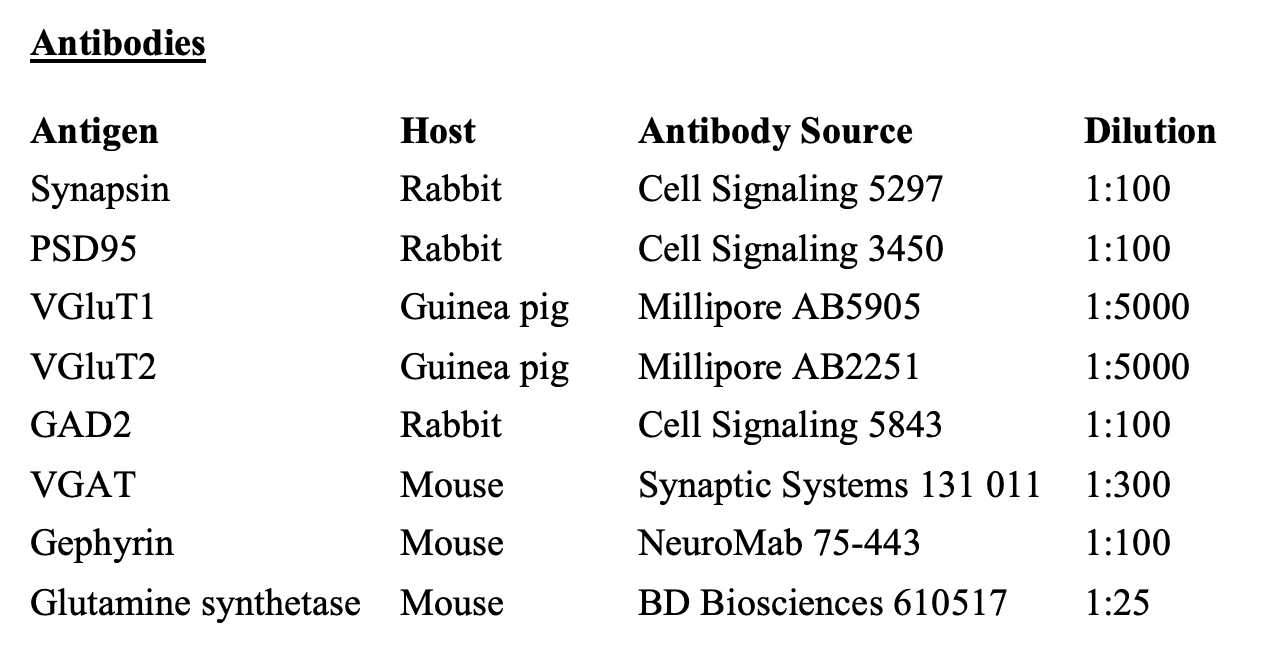 Antibodies
Antigen Host Antibody Source Dilution
Synapsin Rabbit Cell Signaling 5297 1:100
PSD95 Rabbit Cell Signaling 3450 1:100
VGluT1 Guinea pig Millipore AB5905 1:5000
VGluT2 Guinea pig Millipore AB2251 1:5000
GAD2 Rabbit Cell Signaling 5843 1:100
VGAT Mouse Synaptic Systems 131 011 1:300
Gephyrin Mouse NeuroMab 75-443 1:100
Glutamine synthetase Mouse BD Biosciences 610517 1:25